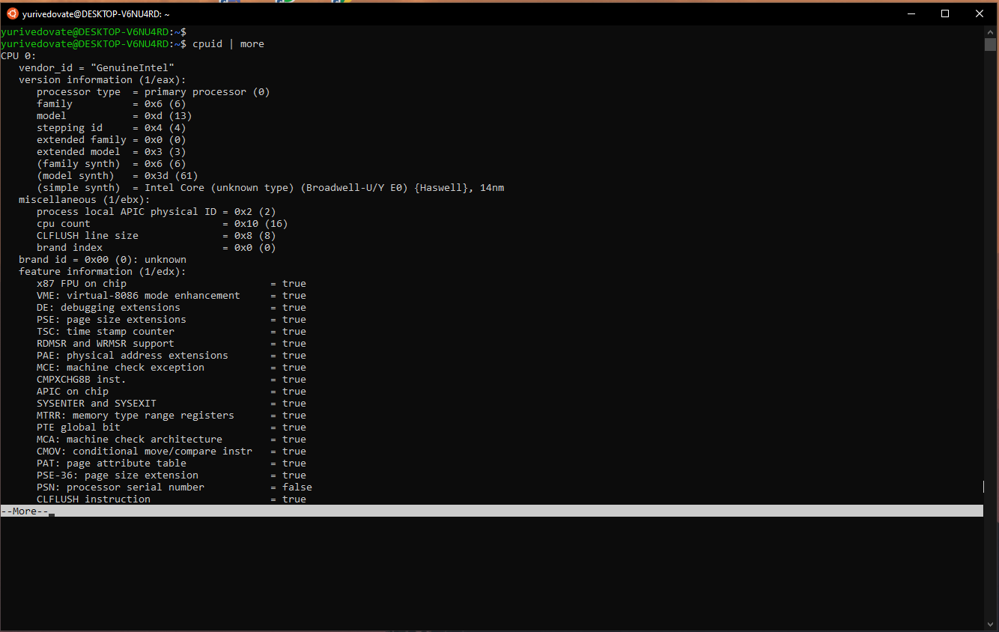 yurivedovate@DESKTOP-V6NU4RD: ~
yurivedovate@DESKTOP-V6NU4RD:~$
yurivedovate@DESKTOP-V6NU4RD:~$ cpuid | more
CPU 0:
   vendor_id = "GenuineIntel"
   version information (1/eax):
      processor type  = primary processor (0)
      family          = 0x6 (6)
      model           = 0xd (13)
      stepping id     = 0x4 (4)
      extended family = 0x0 (0)
      extended model  = 0x3 (3)
      (family synth)  = 0x6 (6)
      (model synth)   = 0x3d (61)
      (simple synth)  = Intel Core (unknown type) (Broadwell-U/Y E0) {Haswell}, 14nm
   miscellaneous (1/ebx):
      process local APIC physical ID = 0x2 (2)
      cpu count                      = 0x10 (16)
      CLFLUSH line size              = 0x8 (8)
      brand index                    = 0x0 (0)
   brand id = 0x00 (0): unknown
   feature information (1/edx):
      x87 FPU on chip                        = true
      VME: virtual-8086 mode enhancement     = true
      DE: debugging extensions               = true
      PSE: page size extensions              = true
      TSC: time stamp counter                = true
      RDMSR and WRMSR support                = true
      PAE: physical address extensions       = true
      MCE: machine check exception           = true
      CMPXCHG8B inst.                        = true
      APIC on chip                           = true
      SYSENTER and SYSEXIT                   = true
      MTRR: memory type range registers      = true
      PTE global bit                         = true
      MCA: machine check architecture        = true
      CMOV: conditional move/compare instr   = true
      PAT: page attribute table              = true
      PSE-36: page size extension            = true
      PSN: processor serial number           = false
      CLFLUSH instruction                    = true
--More--